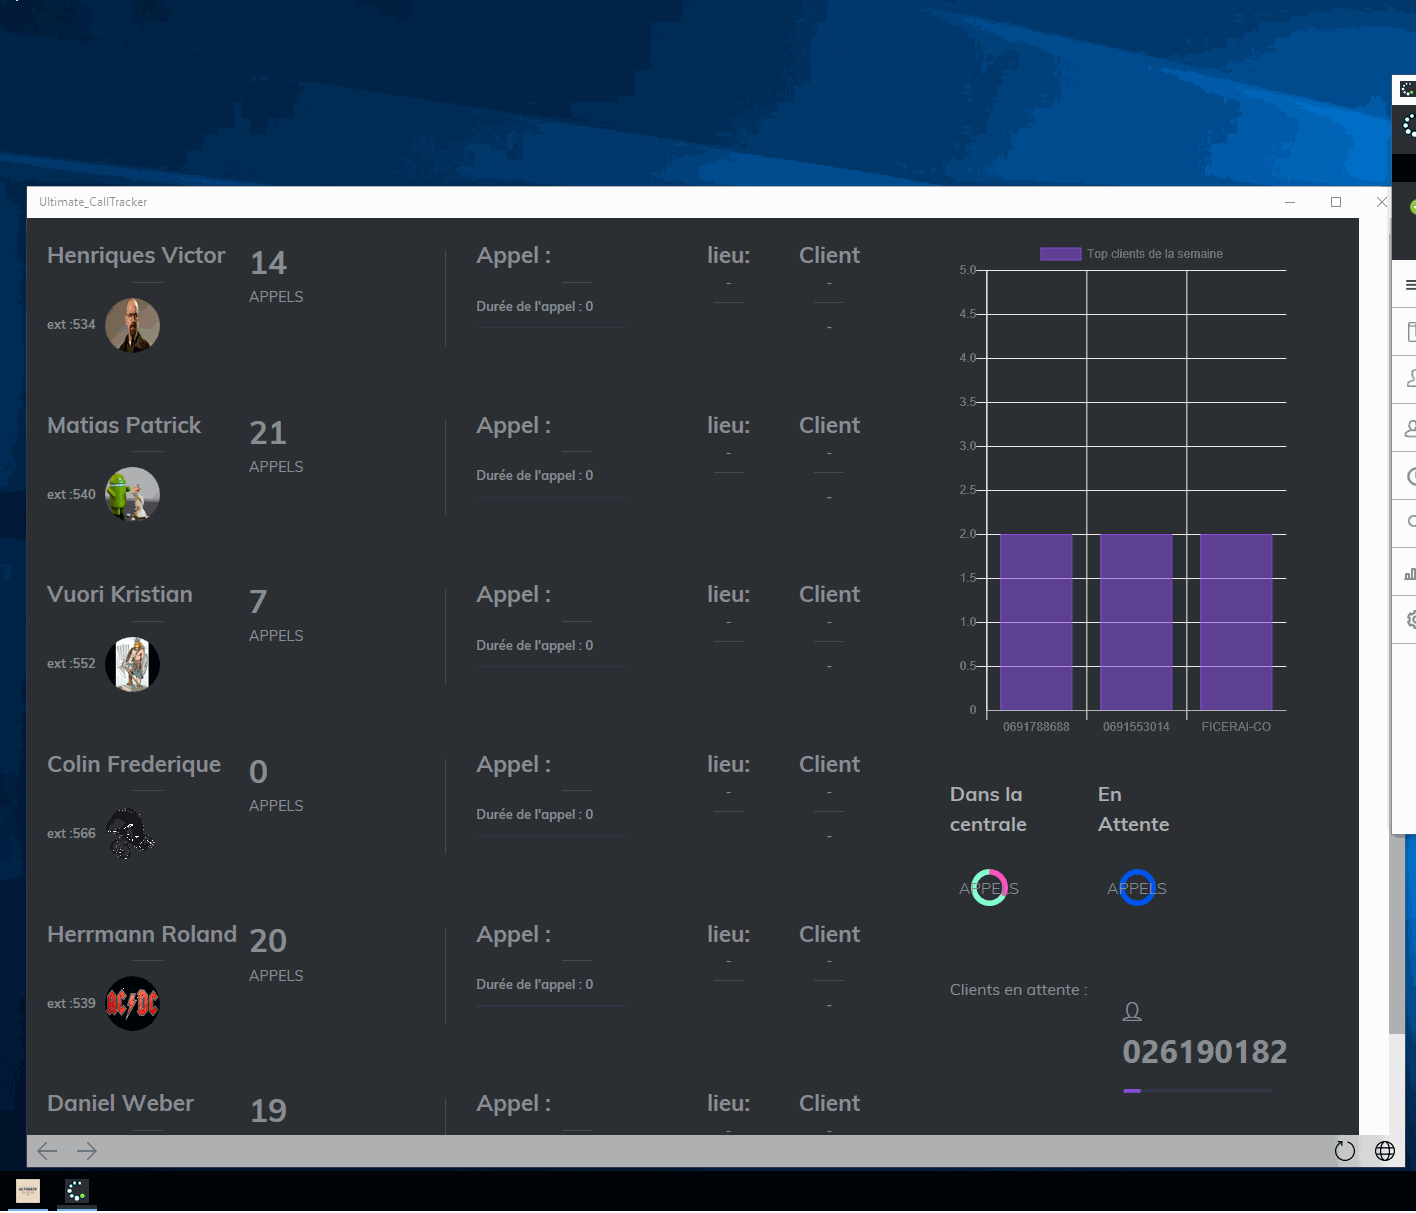 Ultimate_CallTracker
Henriques Victor
14
APPELS
ext :534
Appel :
Durée de l'appel : 0
lieu:
-
Client
-
-
Matias Patrick
21
APPELS
ext :540
Appel :
Durée de l'appel : 0
lieu:
-
Client
-
-
Vuori Kristian
7
APPELS
ext :552
Appel :
Durée de l'appel : 0
lieu:
-
Client
-
-
Colin Frederique
0
APPELS
ext :566
Appel :
Durée de l'appel : 0
lieu:
-
Client
-
-
Herrmann Roland
20
APPELS
ext :539
AC/DC
Appel :
Durée de l'appel : 0
lieu:
-
Client
-
-
Daniel Weber
19
Appel :
lieu:
-
Client
-
Top clients de la semaine
5.0
4.5
4.0
3.5
3.0
2.5
2.0
1.5
1.0
0.5
0
0691788688 0691553014 FICERAI-CO
Dans la
centrale
APPELS
En
Attente
APPELS
Clients en attente :
026190182
ULTIMATE